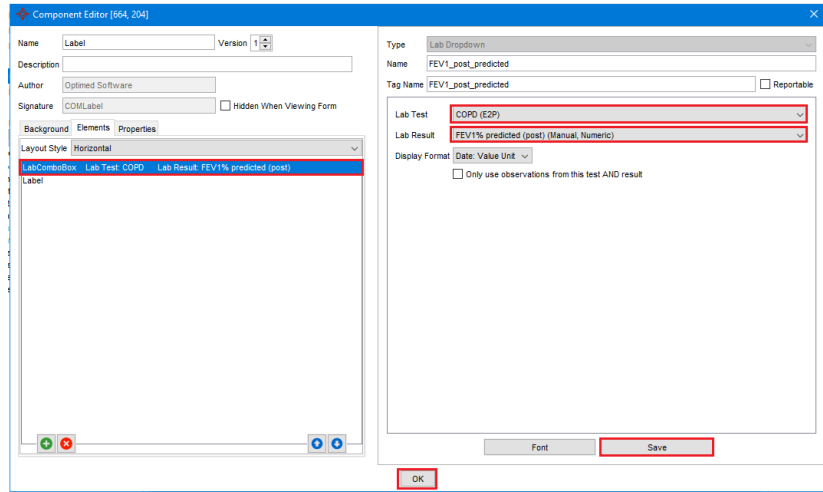 Component Editor [664, 204]
Name Label Version 1
Description
Author Optimed Software
Signature COMLabel Hidden When Viewing Form
Background Elements Properties
Layout Style Horizontal
LabComboBox Lab Test: COPD Lab Result: FEV1% predicted (post)
Label
Type Lab Dropdown
Name FEV1_post_predicted
Tag Name FEV1_post_predicted Reportable
Lab Test COPD (E2P)
Lab Result FEV1% predicted (post) (Manual, Numeric)
Display Format Date: Value Unit
Only use observations from this test AND result
Font Save
OK